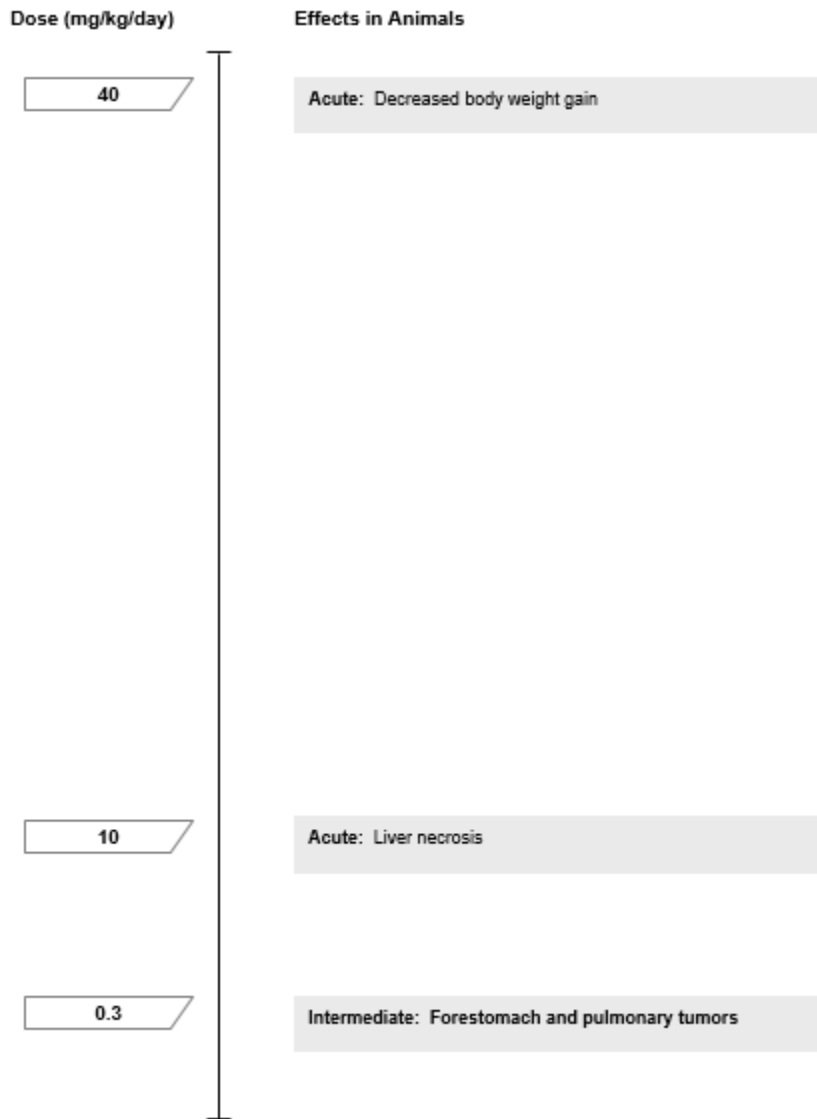 Dose (mg/kg/day) Effects in Animals
40 Acute: Decreased body weight gain
10 Acute: Liver necrosis
0.3 Intermediate: Forestomach and pulmonary tumors